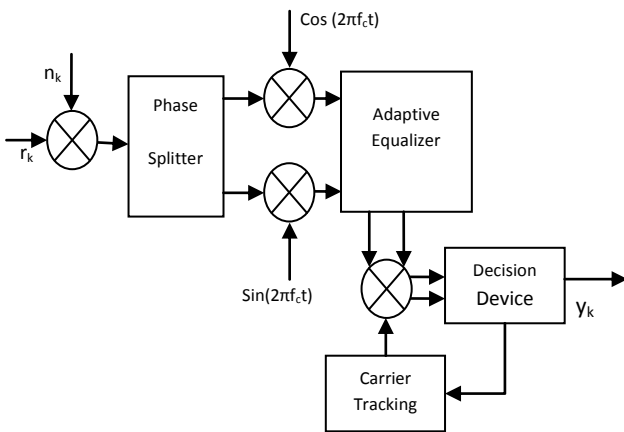 Cos (2πf_ct)
n_k
r_k
Phase
Splitter
Adaptive
Equalizer
Sin(2πf_ct)
Decision
Device
y_k
Carrier
Tracking